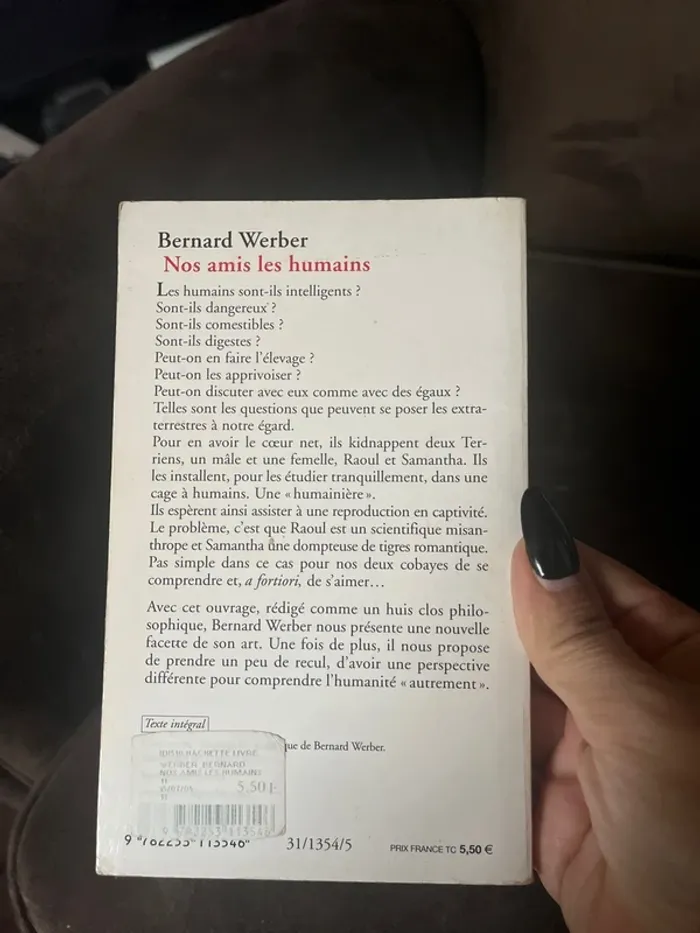 Bernard Werber
Nos amis les humains
Les humains sont-ils intelligents ?
Sont-ils dangereux ?
Sont-ils comestibles ?
Sont-ils digestes ?
Peut-on en faire l'élevage ?
Peut-on les apprivoiser ?
Peut-on discuter avec eux comme avec des égaux ?
Telles sont les questions que peuvent se poser les extra-
terrestres à notre égard.
Pour en avoir le cœur net, ils kidnappent deux Ter-
riens, un mâle et une femelle, Raoul et Samantha. Ils
les installent, pour les étudier tranquillement, dans une
cage à humains. Une « humainière ».
Ils espèrent ainsi assister à une reproduction en captivité.
Le problème, c'est que Raoul est un scientifique misan-
thrope et Samantha une dompteuse de tigres romantique.
Pas simple dans ce cas pour nos deux cobayes de se
comprendre et, a fortiori, de s'aimer...
Avec cet ouvrage, rédigé comme un huis clos philo-
sophique, Bernard Werber nous présente une nouvelle
facette de son art. Une fois de plus, il nous propose
de prendre un peu de recul, d'avoir une perspective
différente pour comprendre l'humanité « autrement ».
Texte intégral
que de Bernard Werber.
HACHETTE LIVRE
WERBER BERNARD
NOS AMIS LES HUMAINS
5.50
9 782253 113546
9 782253 113546
31/1354/5
PRIX FRANCE TC 5,50 €